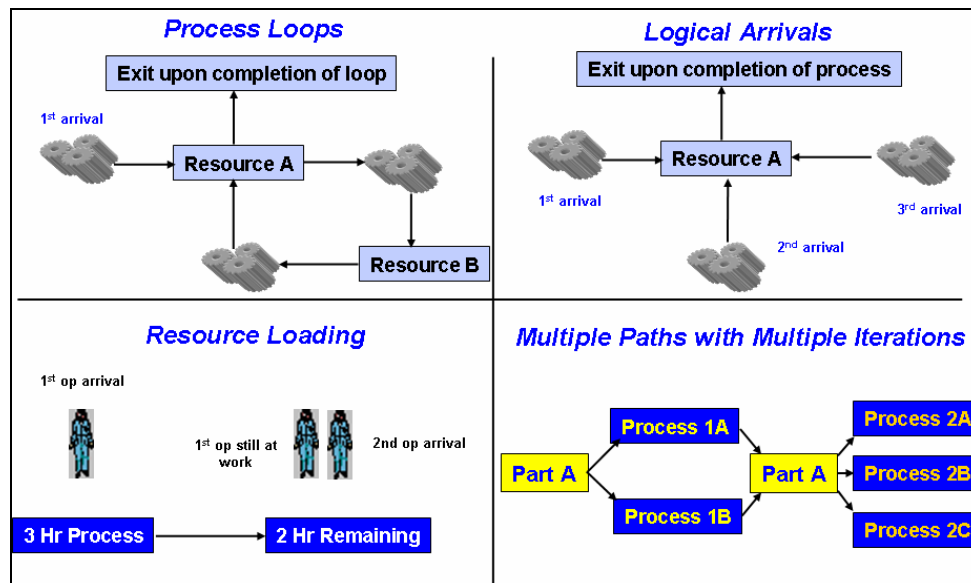 Process Loops
Exit upon completion of loop
1st arrival
Resource A
Resource B
Logical Arrivals
Exit upon completion of process
Resource A
1st arrival
3rd arrival
2nd arrival
Resource Loading
1st op arrival
1st op still at
work
2nd op arrival
3 Hr Process
2 Hr Remaining
Multiple Paths with Multiple Iterations
Process 1A
Process 2A
Part A
Part A
Process 2B
Process 1B
Process 2C